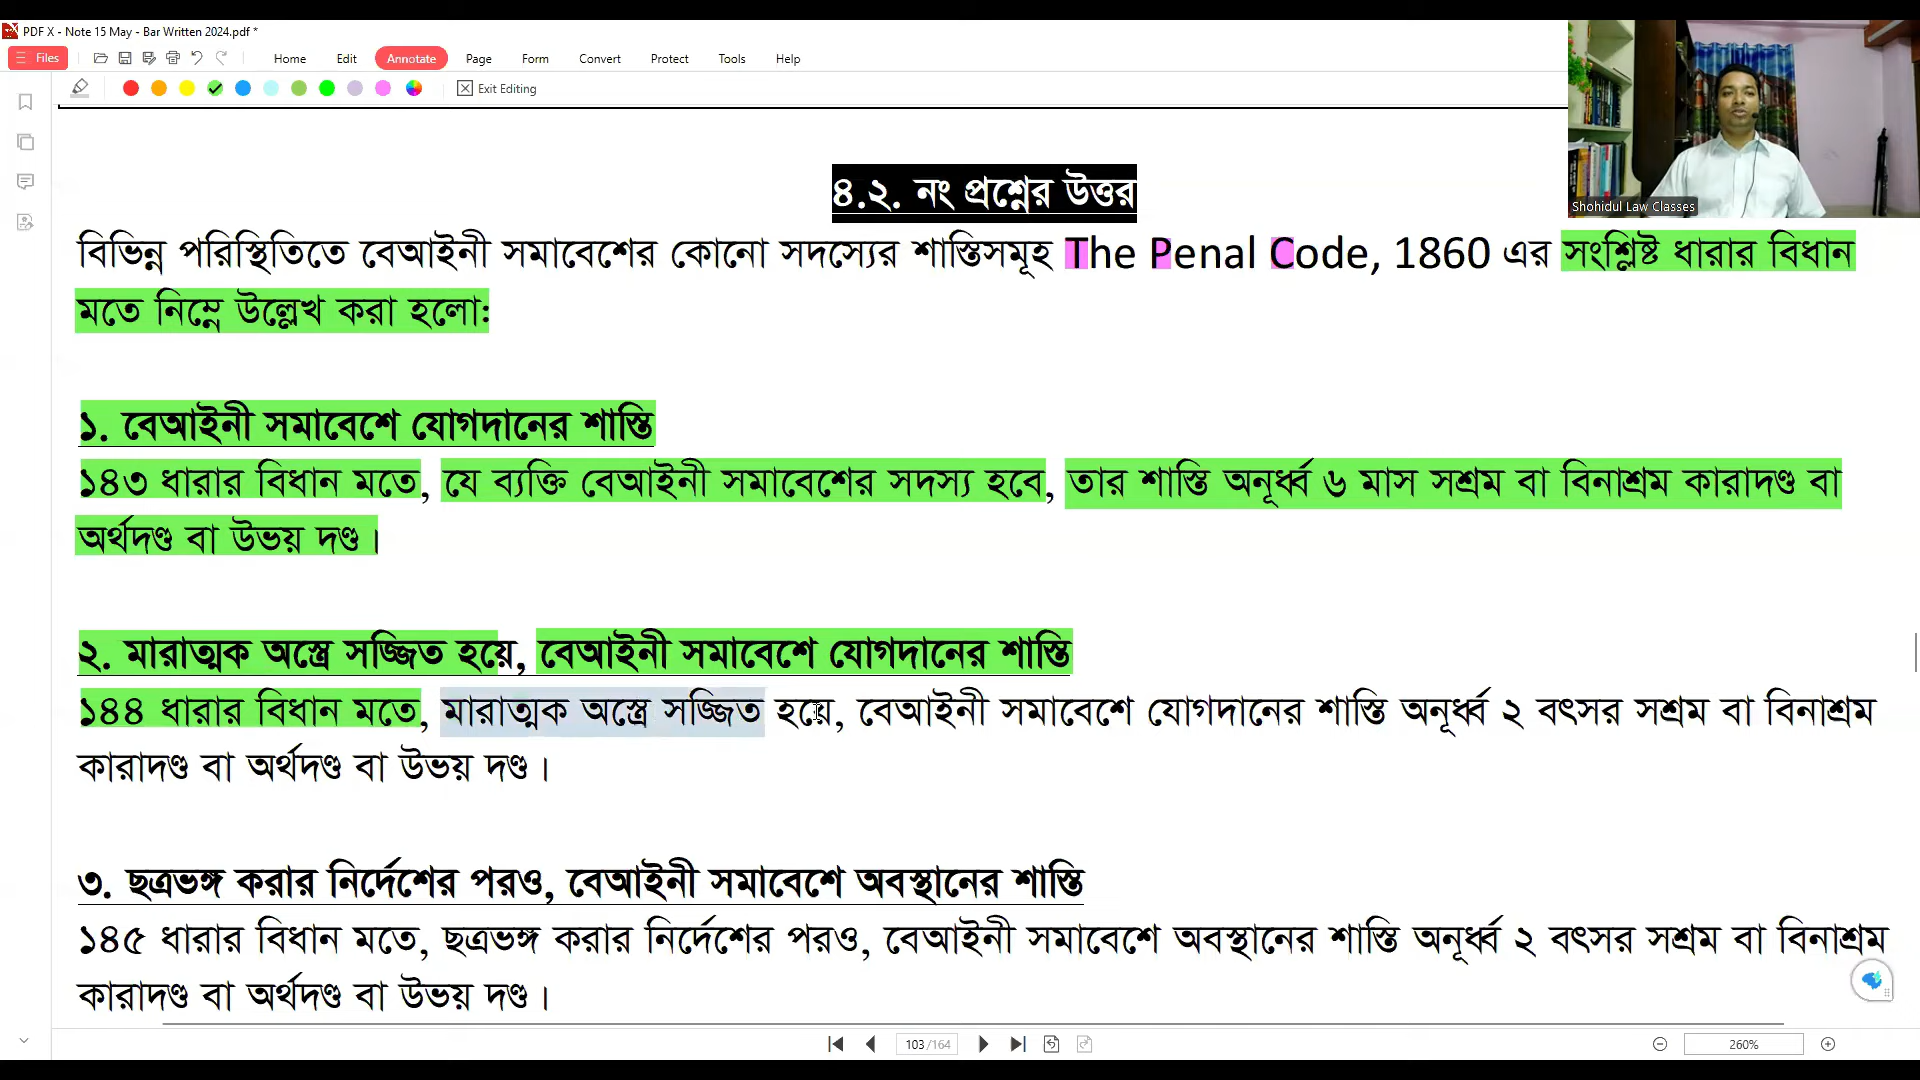 PDF X - Note 15 May - Bar Written 2024.pdf *
Files Home Edit Annotate Page Form Convert Protect Tools Help
Exit Editing
Shohidul Law Classes
৪.২. নং প্রশ্নের উত্তর
বিভিন্ন পরিস্থিতিতে বেআইনী সমাবেশের কোনো সদস্যের শাস্তিসমূহ The Penal Code, 1860 এর সংশ্লিষ্ট ধারার বিধান
মতে নিম্নে উল্লেখ করা হলো:
১. বেআইনী সমাবেশে যোগদানের শাস্তি
১৪৩ ধারার বিধান মতে, যে ব্যক্তি বেআইনী সমাবেশের সদস্য হবে, তার শাস্তি অনূর্ধ্ব ৬ মাস সশ্রম বা বিনাশ্রম কারাদণ্ড বা
অর্থদণ্ড বা উভয় দণ্ড।
২. মারাত্মক অস্ত্রে সজ্জিত হয়ে, বেআইনী সমাবেশে যোগদানের শাস্তি
১৪৪ ধারার বিধান মতে, মারাত্মক অস্ত্রে সজ্জিত হয়ে, বেআইনী সমাবেশে যোগদানের শাস্তি অনূর্ধ্ব ২ বৎসর সশ্রম বা বিনাশ্রম
কারাদণ্ড বা অর্থদণ্ড বা উভয় দণ্ড।
৩. ছত্রভঙ্গ করার নির্দেশের পরও, বেআইনী সমাবেশে অবস্থানের শাস্তি
১৪৫ ধারার বিধান মতে, ছত্রভঙ্গ করার নির্দেশের পরও, বেআইনী সমাবেশে অবস্থানের শাস্তি অনূর্ধ্ব ২ বৎসর সশ্রম বা বিনাশ্রম
কারাদণ্ড বা অর্থদণ্ড বা উভয় দণ্ড।
103 /164 260%